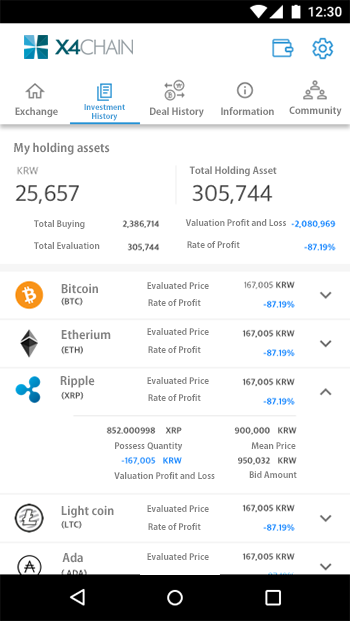 12:30
X4CHAIN
Exchange
Investment
History
Deal History
Information
Community
My holding assets
KRW
25,657
Total Holding Asset
305,744
Total Buying 2,386,714
Valuation Profit and Loss -2,080,969
Total Evaluation 305,744
Rate of Profit -87.19%
Bitcoin
(BTC)
Evaluated Price 167,005 KRW
Rate of Profit -87.19%
Etherium
(ETH)
Evaluated Price 167,005 KRW
Rate of Profit -87.19%
Ripple
(XRP)
Evaluated Price 167,005 KRW
Rate of Profit -87.19%
852.000998 XRP
Possess Quantity
900,000 KRW
Mean Price
-167,005 KRW
Valuation Profit and Loss
950,032 KRW
Bid Amount
Light coin
(LTC)
Evaluated Price 167,005 KRW
Rate of Profit -87.19%
Ada
(ADA)
Evaluated Price 167,005 KRW
-87.19%